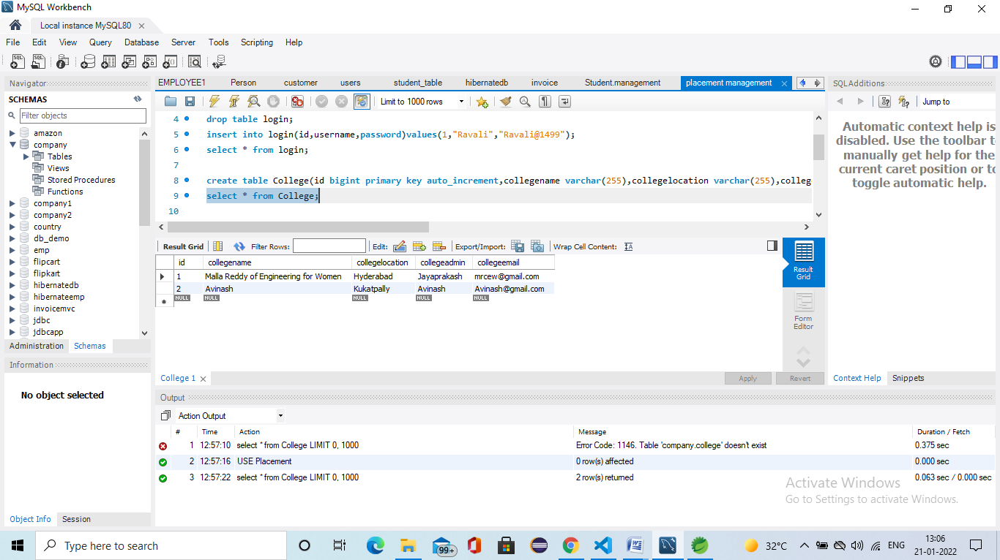 MySQL Workbench
Local instance MySQL80
File Edit View Query Database Server Tools Scripting Help
Navigator
SCHEMAS
Filter objects
amazon
company
Tables
Views
Stored Procedures
Functions
company1
company2
country
db_demo
emp
flipcart
flipkart
hibernatedb
hibernateemp
invoicemvc
jdbc
jdbcapp
Administration Schemas
Information
No object selected
Object Info Session
EMPLOYEE1 Person customer users student_table hibernatedb invoice Student.management placement management
Limit to 1000 rows
4 drop table login;
5 insert into login(id,username,password)values(1,"Ravali","Ravali@1499");
6 select * from login;
7
8 create table College(id bigint primary key auto_increment,collegename varchar(255),collegelocation varchar(255),colleg
9 select * from College;
10
Result Grid Filter Rows: Edit: Export/Import: Wrap Cell Content:
id collegename collegelocation collegeadmin collegeemail
1 Malla Reddy of Engineering for Women Hyderabad Jayaprakash mrcew@gmail.com
2 Avinash Kukatpally Avinash Avinash@gmail.com
NULL NULL NULL NULL NULL
Result
Grid
Form
Editor
College 1
Apply Revert
SQLAdditions
Jump to
Automatic context help is
disabled. Use the toolbar t
manually get help for the
current caret position or to
toggle automatic help.
Context Help Snippets
Output
Action Output
# Time Action Message Duration / Fetch
1 12:57:10 select * from College LIMIT 0, 1000 Error Code: 1146. Table 'company.college' doesn't exist 0.375 sec
2 12:57:16 USE Placement 0 row(s) affected 0.000 sec
3 12:57:22 select * from College LIMIT 0, 1000 2 row(s) returned 0.063 sec / 0.000 sec
Activate Windows
Go to Settings to activate Windows.
Type here to search
99+
32°C
ENG
13:06
21-01-2022